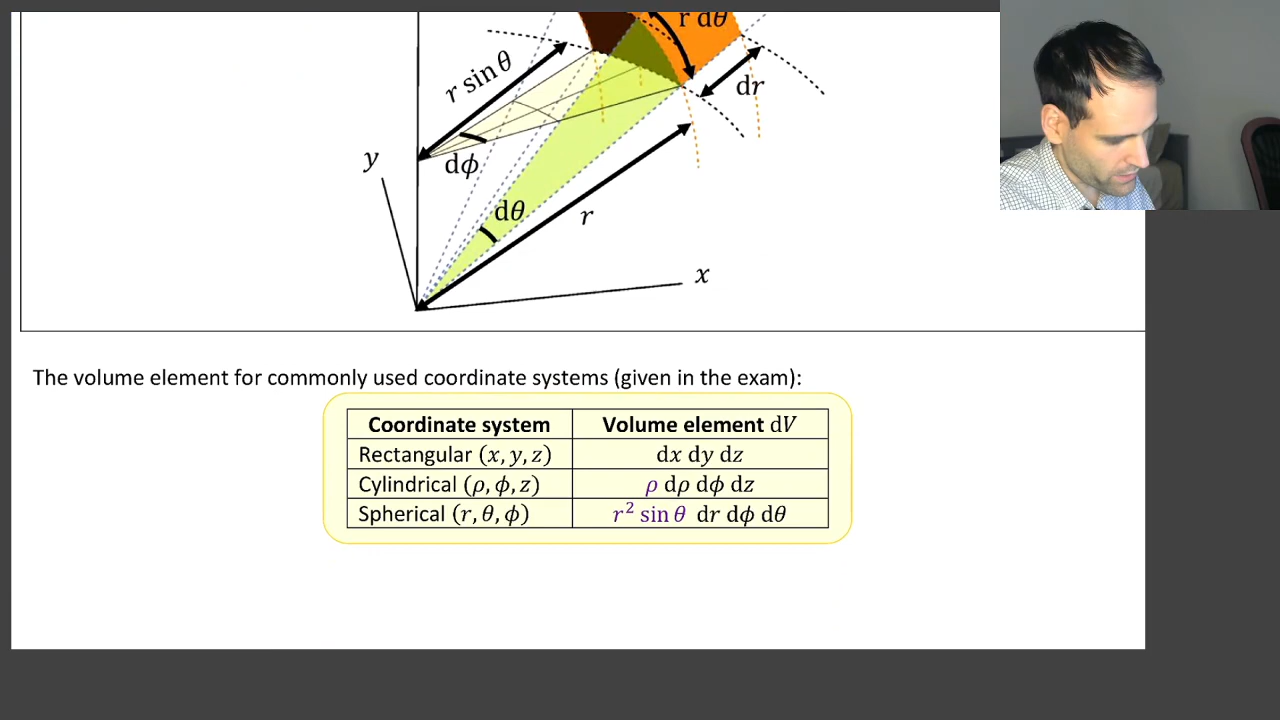 r dθ
r sin θ
dr
y
dϕ
dθ
r
x
The volume element for commonly used coordinate systems (given in the exam):
Coordinate system Volume element dV
Rectangular (x, y, z) dx dy dz
Cylindrical (ρ, ϕ, z) ρ dρ dϕ dz
Spherical (r, θ, ϕ) r² sin θ dr dϕ dθ